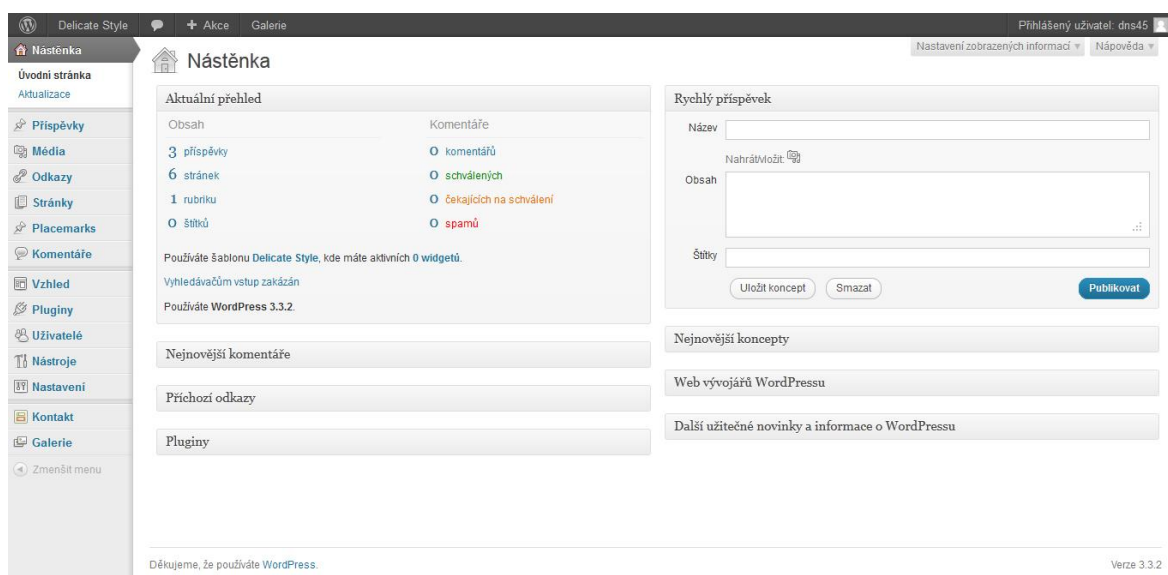 Delicate Style + Akce Galerie Přihlášený uživatel: dns45
Nastavení zobrazených informací Nápověda
Nástěnka
Úvodní stránka
Aktualizace
Příspěvky
Média
Odkazy
Stránky
Placemarks
Komentáře
Vzhled
Pluginy
Uživatelé
Nástroje
Nastavení
Kontakt
Galerie
Zmenšit menu
Nástěnka
Aktuální přehled
Obsah Komentáře
3 příspěvky 0 komentářů
6 stránek 0 schválených
1 rubriku 0 čekajících na schválení
0 štítků 0 spamů
Používáte šablonu Delicate Style, kde máte aktivních 0 widgetů.
Vyhledávačům vstup zakázán
Používáte WordPress 3.3.2.
Nejnovější komentáře
Příchozí odkazy
Pluginy
Rychlý příspěvek
Název
Nahrát/vložit
Obsah
Štítky
Uložit koncept Smazat Publikovat
Nejnovější koncepty
Web vývojářů WordPressu
Další užitečné novinky a informace o WordPressu
Děkujeme, že používáte WordPress. Verze 3.3.2